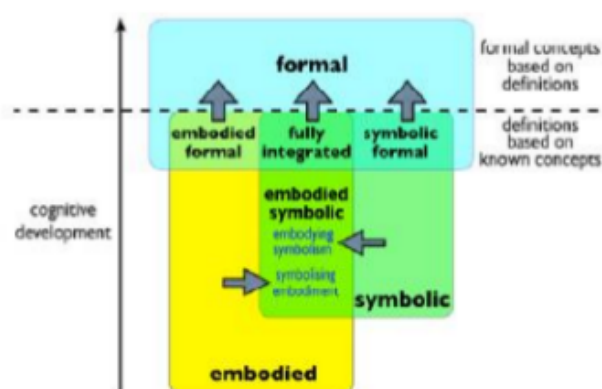 formal
formal concepts
based on
definitions
embodied
formal
fully
integrated
symbolic
formal
definitions
based on
known concepts
cognitive
development
embodied
symbolic
embodying
symbolism
symbolising
embodiment
symbolic
embodied